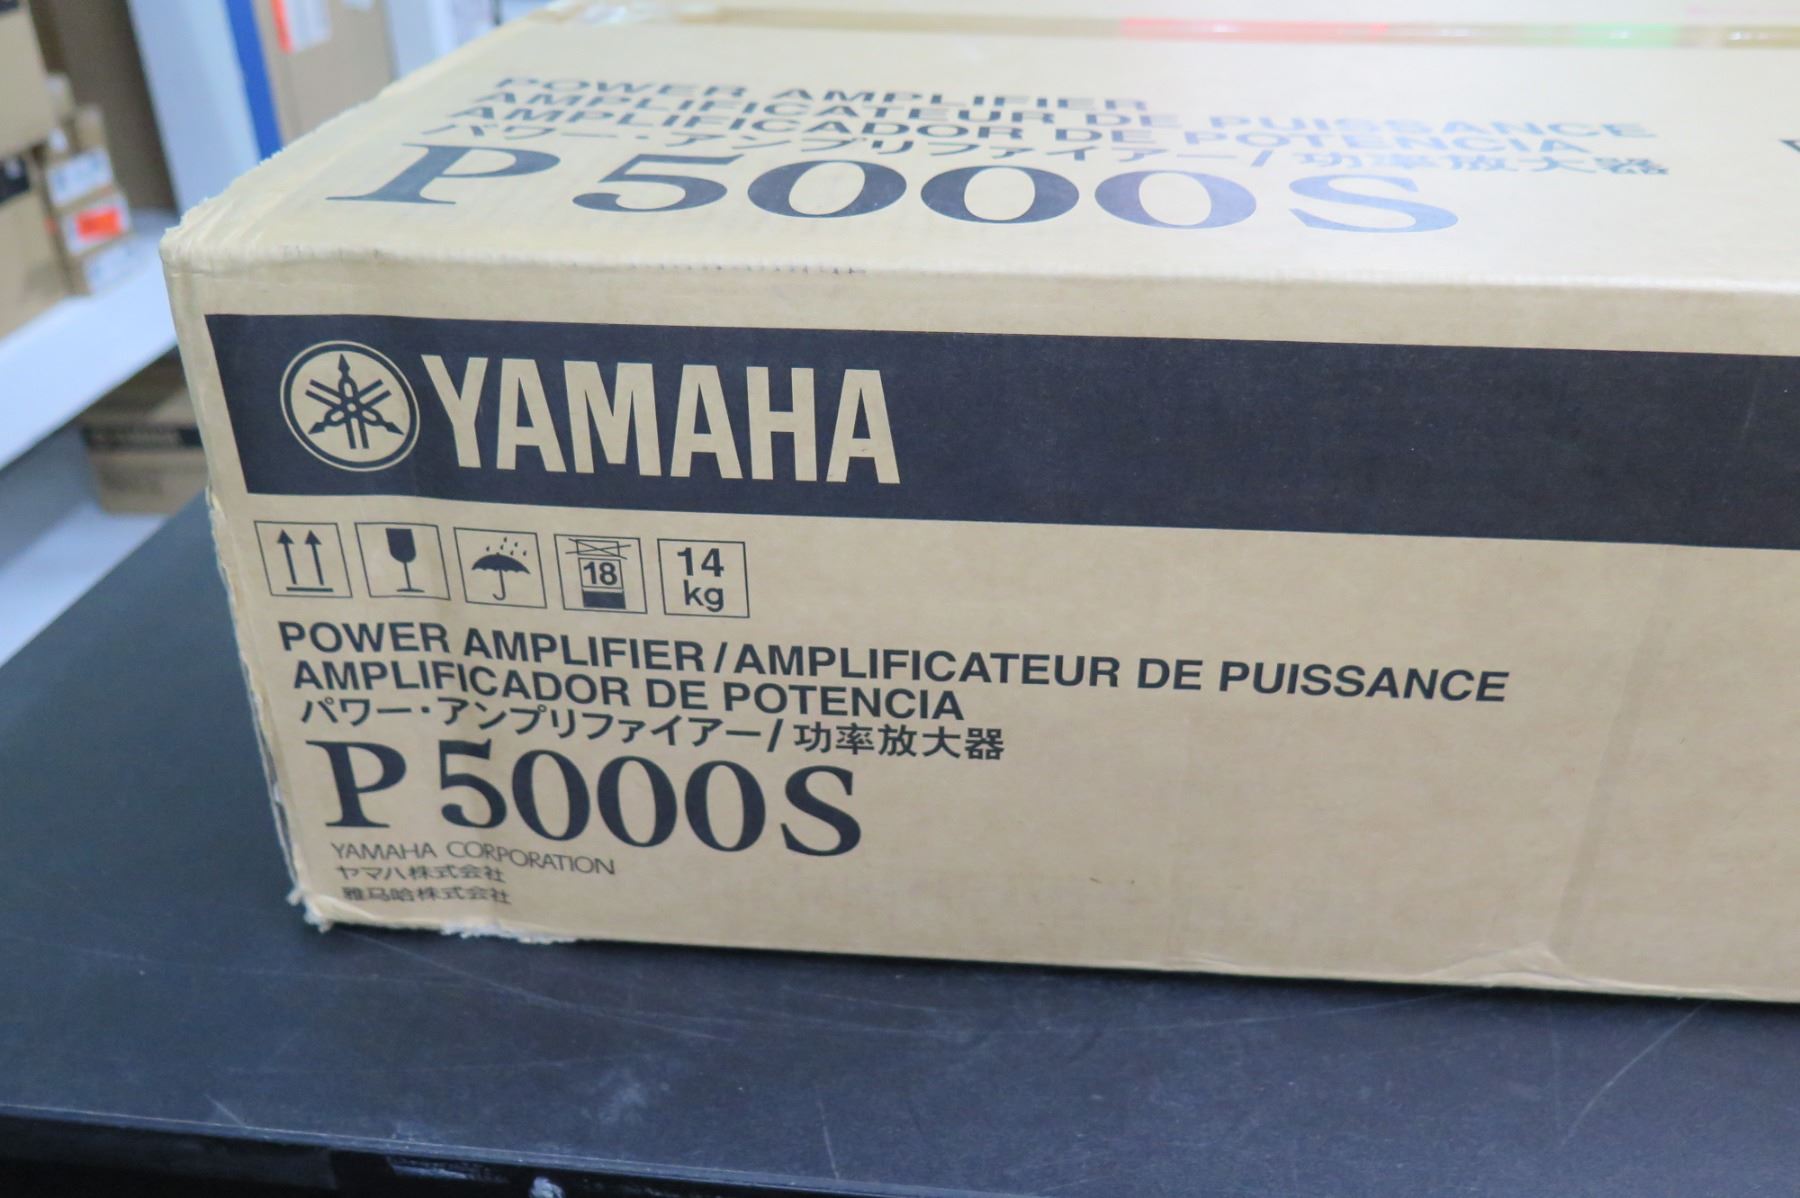 POWER AMPLIFIER
AMPLIFICATEUR DE PUISSANCE
AMPLIFICADOR DE POTENCIA
パワー・アンプリファイアー/功率放大器
P5000S
YAMAHA
18
14
kg
POWER AMPLIFIER/AMPLIFICATEUR DE PUISSANCE
AMPLIFICADOR DE POTENCIA
パワー・アンプリファイアー/功率放大器
P5000S
YAMAHA CORPORATION
ヤマハ株式会社
雅马哈株式会社